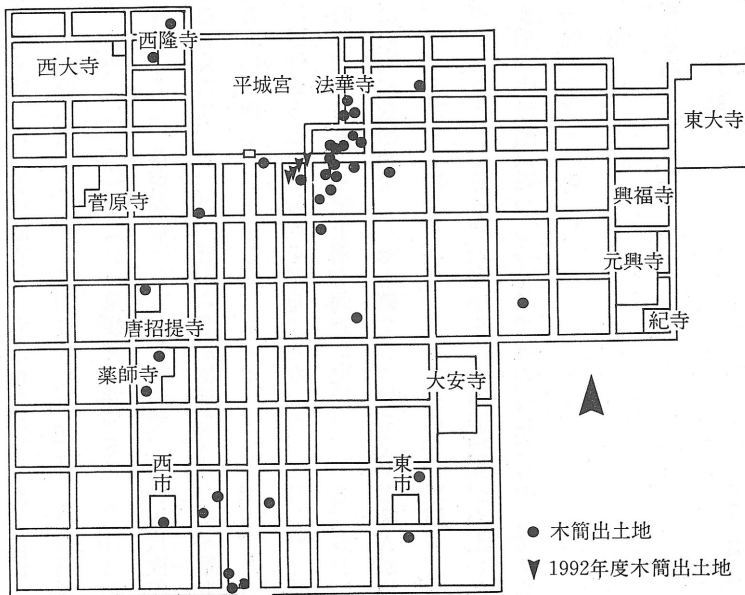 西隆寺
西大寺
平城宮
法華寺
東大寺
菅原寺
興福寺
元興寺
唐招提寺
紀寺
薬師寺
大安寺
西市
東市
木簡出土地
1992年度木簡出土地